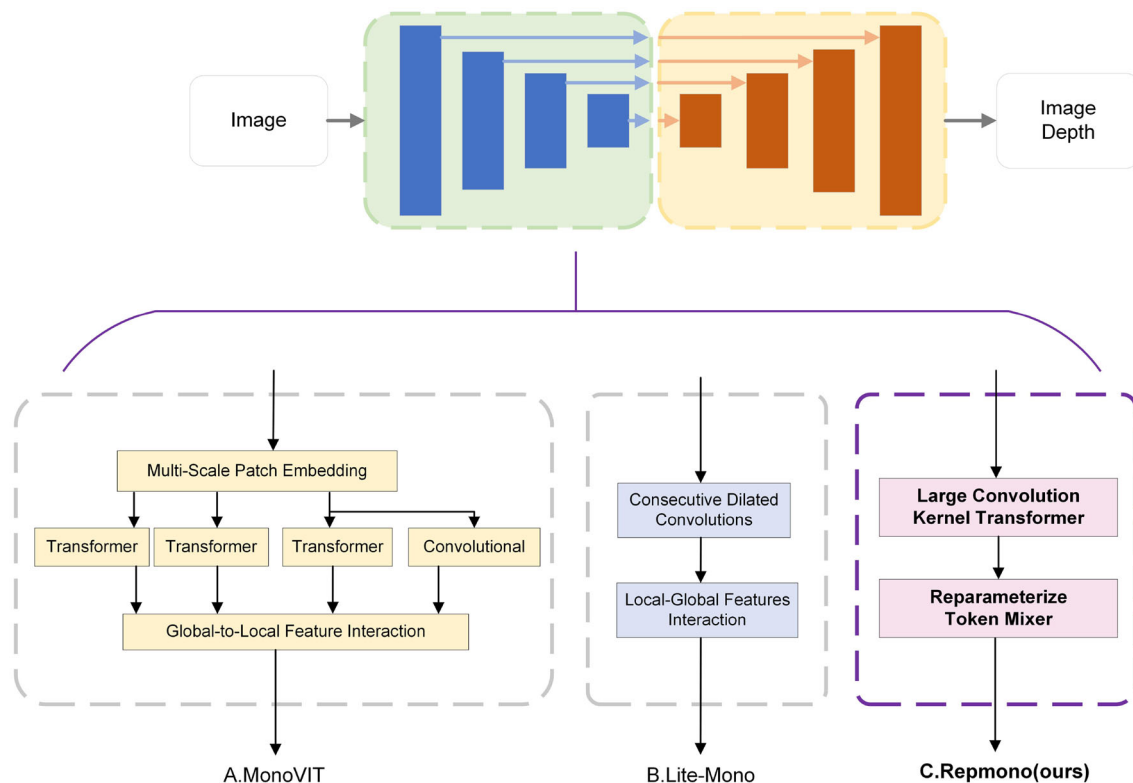 Image
Image
Depth
Multi-Scale Patch Embedding
Transformer
Transformer
Transformer
Convolutional
Global-to-Local Feature Interaction
A.MonoVIT
Consecutive Dilated
Convolutions
Local-Global Features
Interaction
B.Lite-Mono
Large Convolution
Kernel Transformer
Reparameterize
Token Mixer
C.Repmono(ours)